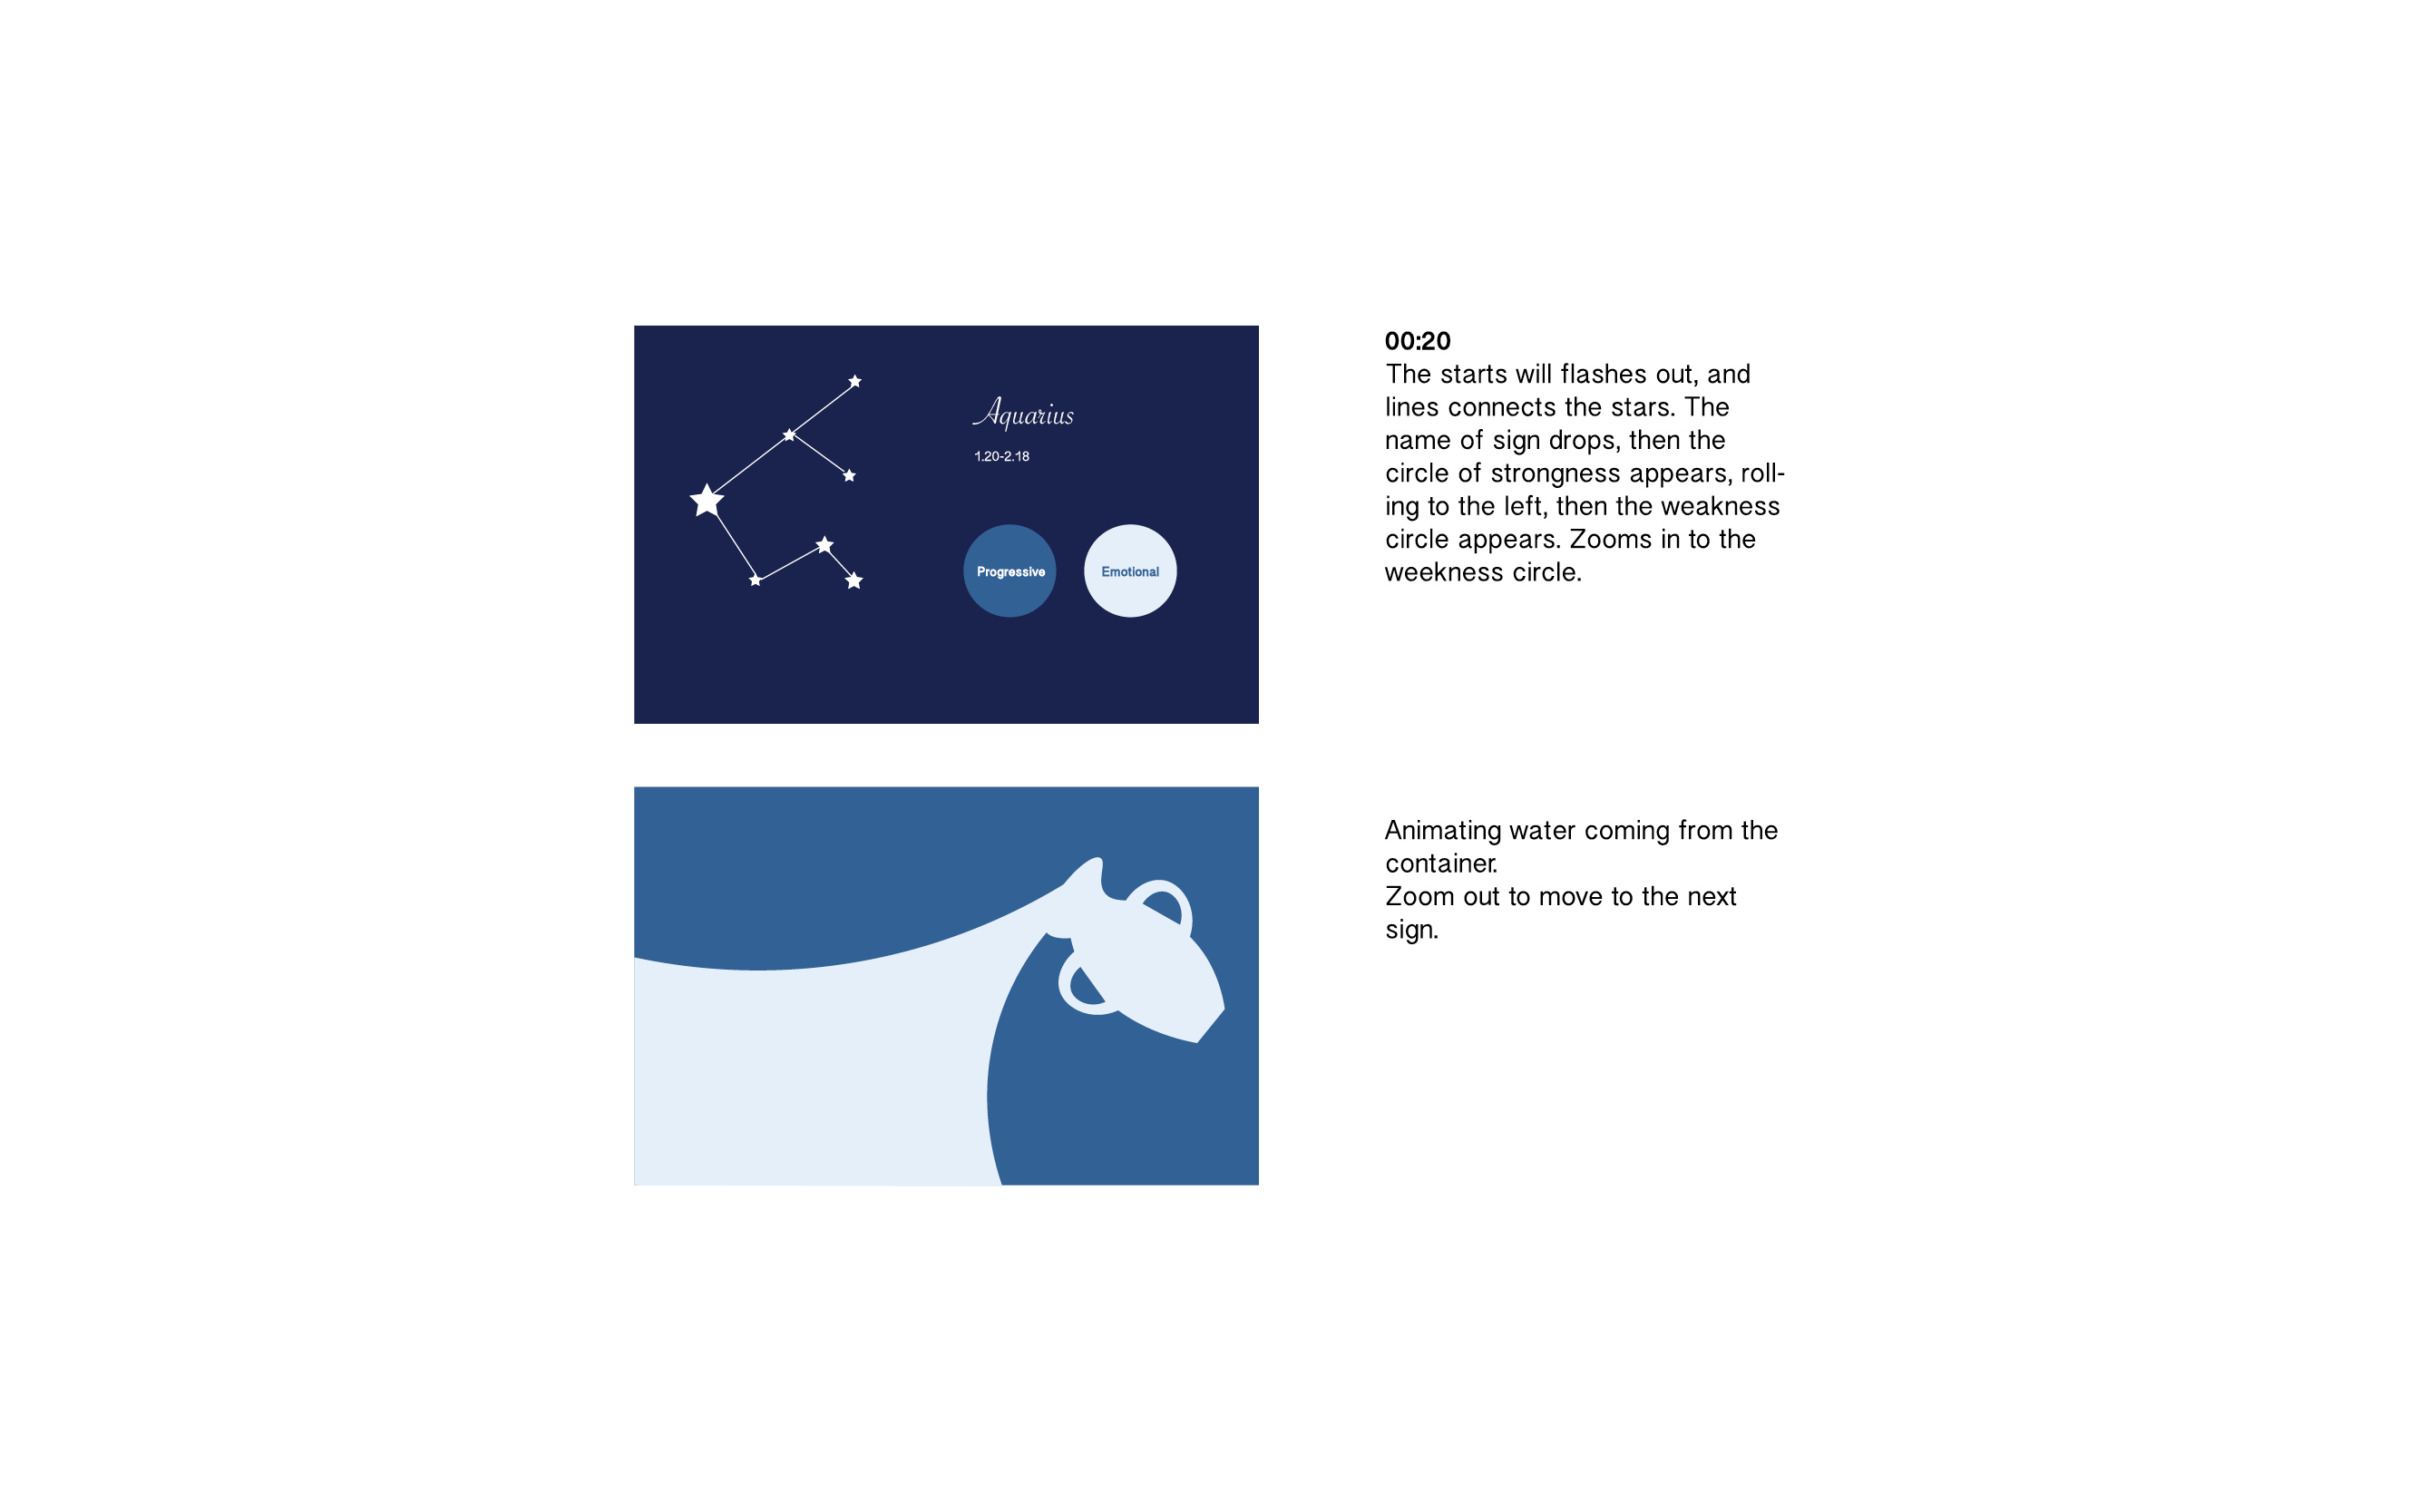 Aquarius
1.20-2.18
Progressive
Emotional
00:20
The starts will flashes out, and
lines connects the stars. The
name of sign drops, then the
circle of strongness appears, roll-
ing to the left, then the weakness
circle appears. Zooms in to the
weekness circle.
Animating water coming from the
container.
Zoom out to move to the next
sign.